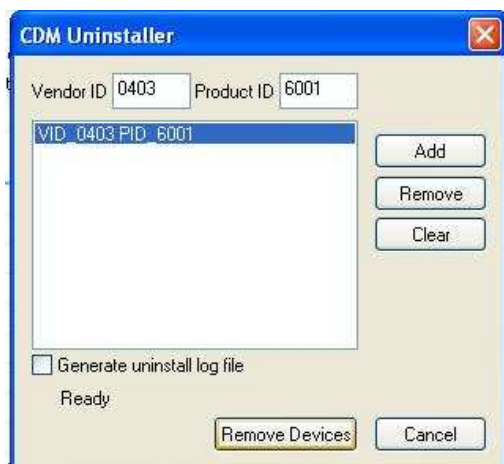 CDM Uninstaller
Vendor ID 0403 Product ID 6001
VID_0403 PID_6001
Add
Remove
Clear
Generate uninstall log file
Ready
Remove Devices Cancel